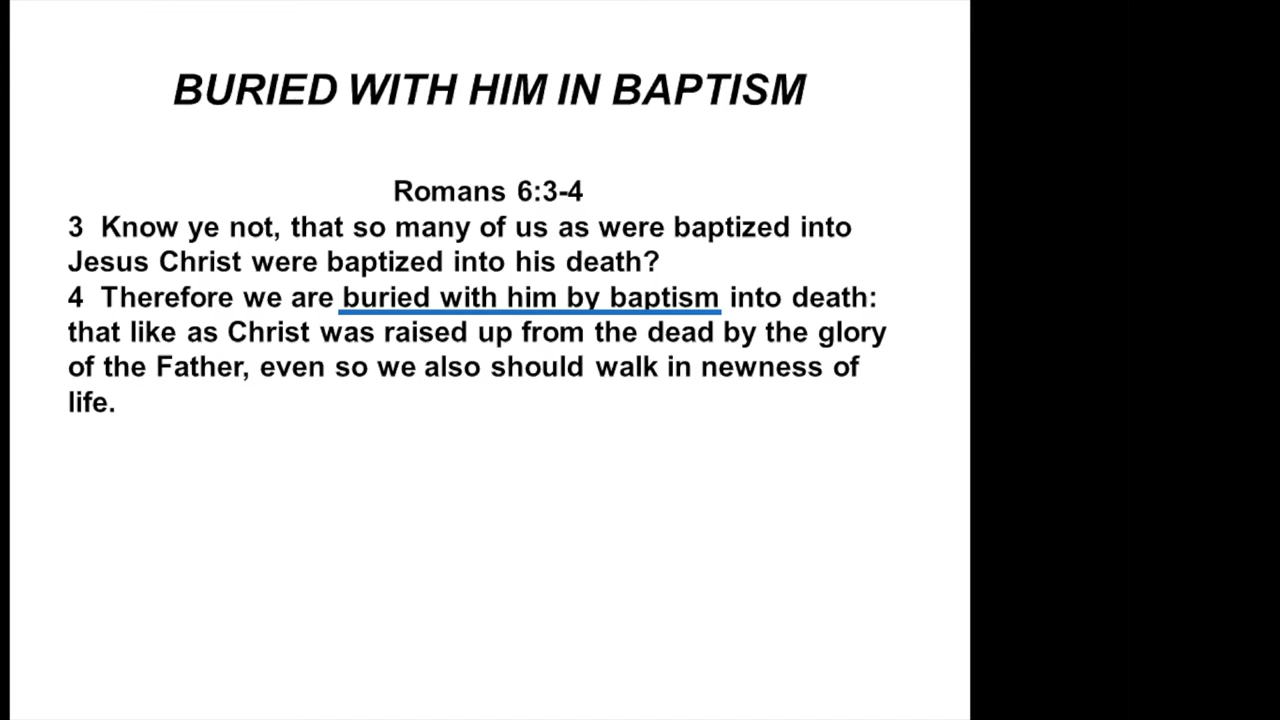 BURIED WITH HIM IN BAPTISM
Romans 6:3-4
3 Know ye not, that so many of us as were baptized into
Jesus Christ were baptized into his death?
4 Therefore we are buried with him by baptism into death:
that like as Christ was raised up from the dead by the glory
of the Father, even so we also should walk in newness of
life.